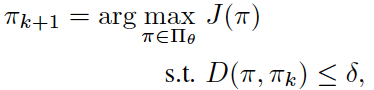 π_{k+1} = arg max_{π∈Π_θ} J(π)
s.t. D(π, π_k) ≤ δ,